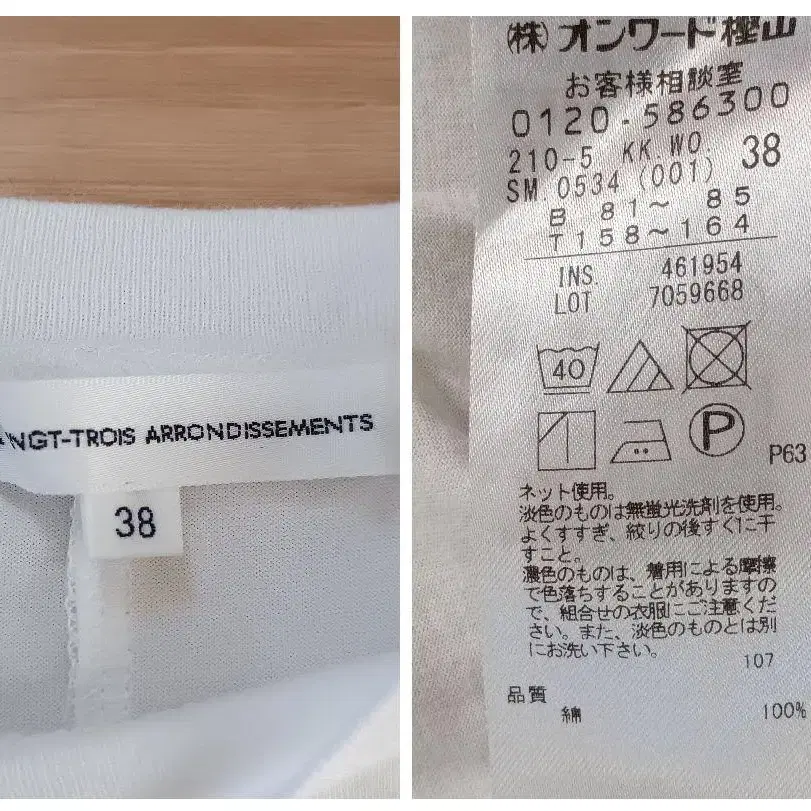 NGT-TROIS ARRONDISSEMENTS
38
(株)オンワード樫山
お客様相談室
0120-586300
210-5 KK.WO. 38
SM 0534 (001)
B 81〜 85
T158〜164
INS 461954
LOT 7059668
40
P
P63
ネット使用。
淡色のものは無蛍光洗剤を使用。
よくすすぎ、絞りの後すぐに干
すこと。
濃色のものは、着用による摩擦
で色落ちすることがありますの
で、組合せの衣服にご注意くだ
さい。また、淡色のものとは別
にお洗い下さい。
107
品質
綿 100%